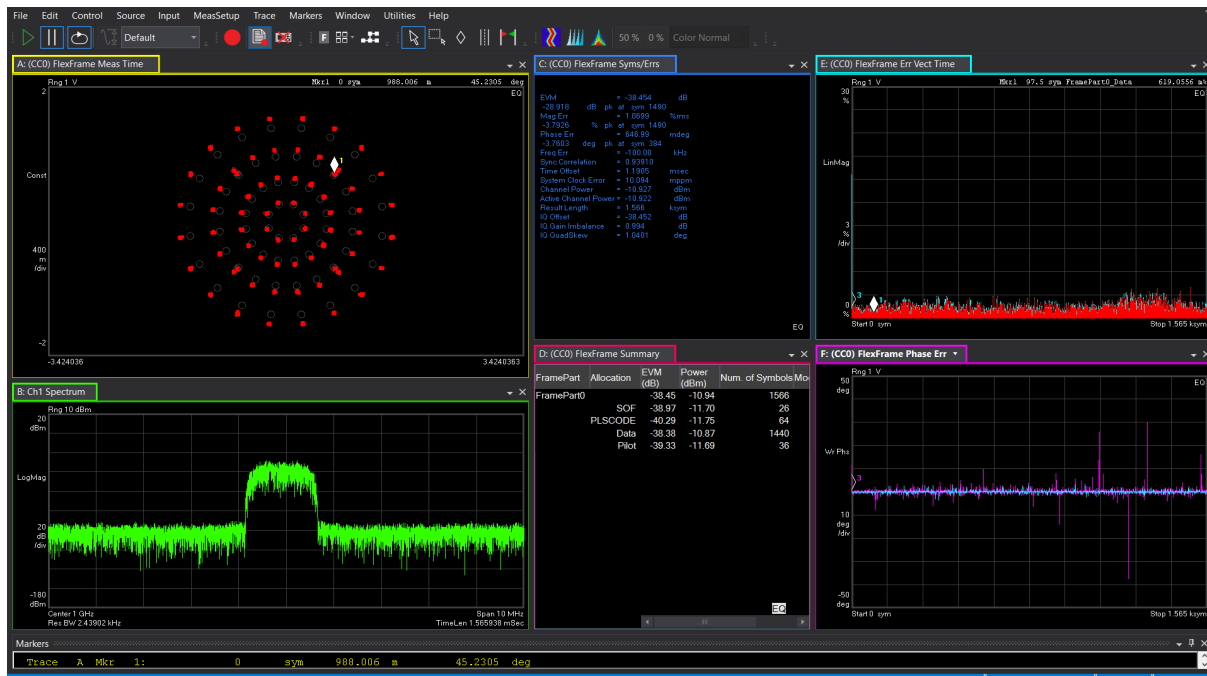 File Edit Control Source Input MeasSetup Trace Markers Window Utilities Help
Default F 50 % 0 % Color Normal
A: (CC0) FlexFrame Meas Time
Rng 1 V Mkr1 0 sym 988.006 m 45.2305 deg
2 EQ
1
Const
400
m
/div
-2
-3.424036 3.4240363
B: Ch1 Spectrum
Rng 10 dBm
20
dBm
LogMag
20
dB
/div
-180
dBm
Center 1 GHz Span 10 MHz
Res BW 2.43902 kHz TimeLen 1.565938 mSec
C: (CC0) FlexFrame Syms/Errs
EVM = -38.454 dB
-28.918 dB pk at sym 1490
Mag Err = 1.0699 %rms
-3.7926 % pk at sym 1490
Phase Err = 646.99 mdeg
-3.7603 deg pk at sym 384
Freq Err = -100.00 kHz
Sync Correlation = 0.93910
Time Offset = 1.1905 msec
System Clock Error = 10.094 mppm
Channel Power = -10.927 dBm
Active Channel Power = -10.922 dBm
Result Length = 1.566 ksym
IQ Offset = -38.452 dB
IQ Gain Imbalance = 0.994 dB
IQ QuadSkew = 1.0401 deg
EQ
D: (CC0) FlexFrame Summary
FramePart Allocation EVM (dB) Power (dBm) Num. of Symbols
FramePart0 -38.45 -10.94 1566
SOF -38.97 -11.70 26
PLSCODE -40.29 -11.75 64
Data -38.38 -10.87 1440
Pilot -39.33 -11.69 36
EQ
E: (CC0) FlexFrame Err Vect Time
Rng 1 V Mkr1 97.5 sym FramePart0_Data 619.0556
30 EQ
%
LinMag
3
%
/div
3 1
0
%
Start 0 sym Stop 1.565 ksym
F: (CC0) FlexFrame Phase Err
Rng 1 V
50 EQ
deg
Wr Phs
3
10
deg
/div
-50
deg
Start 0 sym Stop 1.565 ksym
Markers
Trace A Mkr 1: 0 sym 988.006 m 45.2305 deg